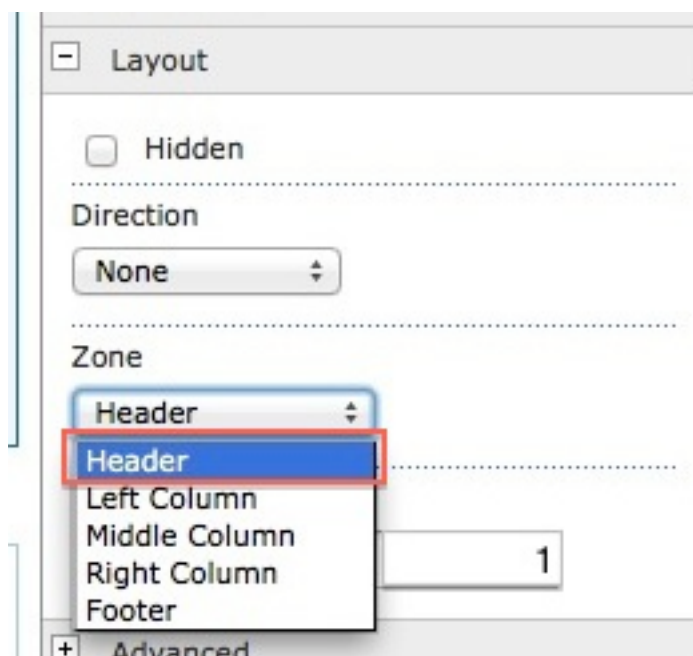 Layout
Hidden
Direction
None
Zone
Header
Header
Left Column
Middle Column
Right Column
Footer
1
Advanced